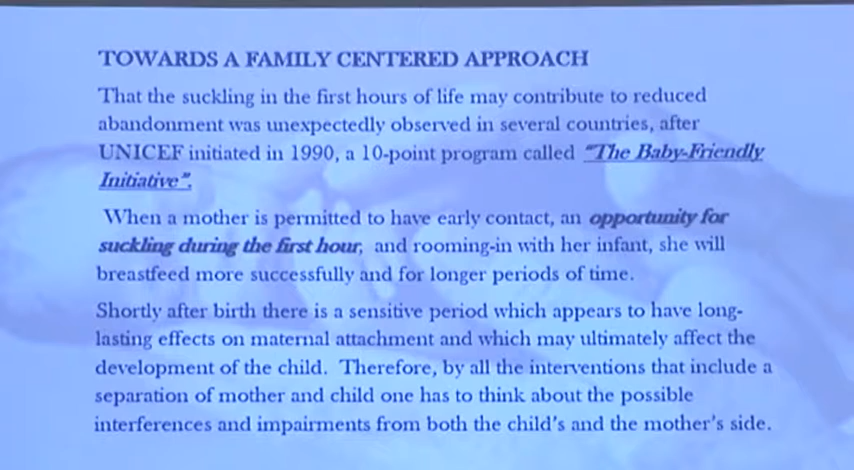 TOWARDS A FAMILY CENTERED APPROACH
That the suckling in the first hours of life may contribute to reduced
abandonment was unexpectedly observed in several countries, after
UNICEF initiated in 1990, a 10-point program called "The Baby-Friendly
Initiative".
When a mother is permitted to have early contact, an opportunity for
suckling during the first hour, and rooming-in with her infant, she will
breastfeed more successfully and for longer periods of time.
Shortly after birth there is a sensitive period which appears to have long-
lasting effects on maternal attachment and which may ultimately affect the
development of the child. Therefore, by all the interventions that include a
separation of mother and child one has to think about the possible
interferences and impairments from both the child's and the mother's side.